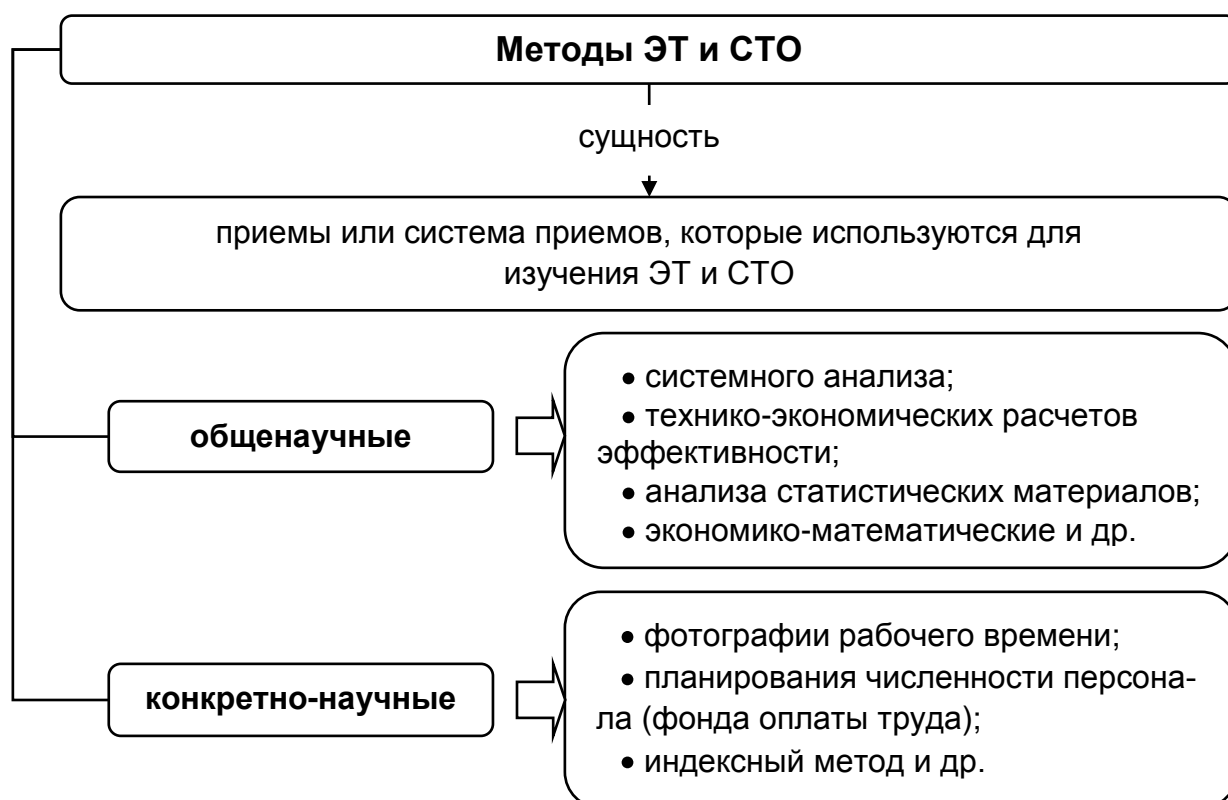 Методы ЭТ и СТО
сущность
приемы или система приемов, которые используются для
изучения ЭТ и СТО
общенаучные
• системного анализа;
• технико-экономических расчетов
эффективности;
• анализа статистических материалов;
• экономико-математические и др.
конкретно-научные
• фотографии рабочего времени;
• планирования численности персона-
ла (фонда оплаты труда);
• индексный метод и др.